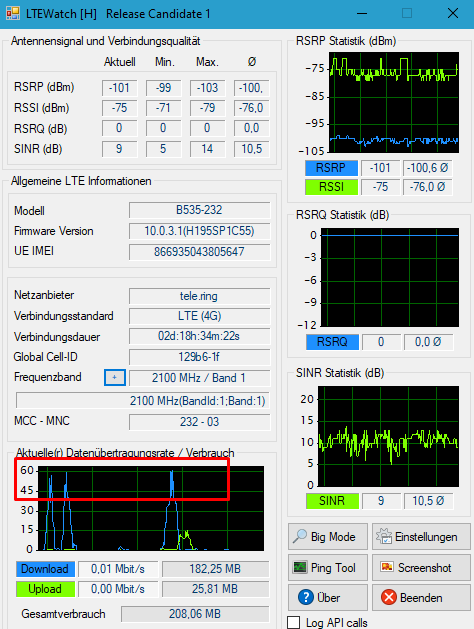 LTEWatch [H]    Release Candidate 1
Antennensignal und Verbindungsqualität
Aktuell Min. Max. Ø
RSRP (dBm) -101 -99 -103 -100,
RSSI (dBm) -75 -71 -79 -76,0
RSRQ (dB) 0 0 0 0,0
SINR (dB) 9 5 14 10,5
Allgemeine LTE Informationen
Modell B535-232
Firmware Version 10.0.3.1(H195SP1C55)
UE IMEI 866935043805647
Netzanbieter tele.ring
Verbindungsstandard LTE (4G)
Verbindungsdauer 02d:18h:34m:22s
Global Cell-ID 129b6-1f
Frequenzband + 2100 MHz / Band 1
2100 MHz(BandId:1;Band:1)
MCC - MNC 232 - 03
Aktuelle(r) Datenübertragungsrate / Verbrauch
60
45
30
15
0
Download 0,01 Mbit/s 182,25 MB
Upload 0,00 Mbit/s 25,81 MB
Gesamtverbrauch 208,06 MB
RSRP Statistik (dBm)
-75
-85
-95
-105
RSRP -101 -100,6 Ø
RSSI -75 -76,0 Ø
RSRQ Statistik (dB)
0
-3
-6
-9
-12
RSRQ 0 0,0 Ø
SINR Statistik (dB)
20
15
10
5
0
SINR 9 10,5 Ø
Big Mode Einstellungen
Ping Tool Screenshot
Über Beenden
Log API calls